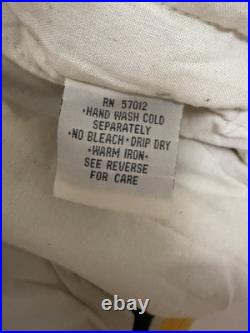 RN 57012
•HAND WASH COLD
SEPARATELY
•NO BLEACH•DRIP DRY
•WARM IRON•
SEE REVERSE
FOR CARE